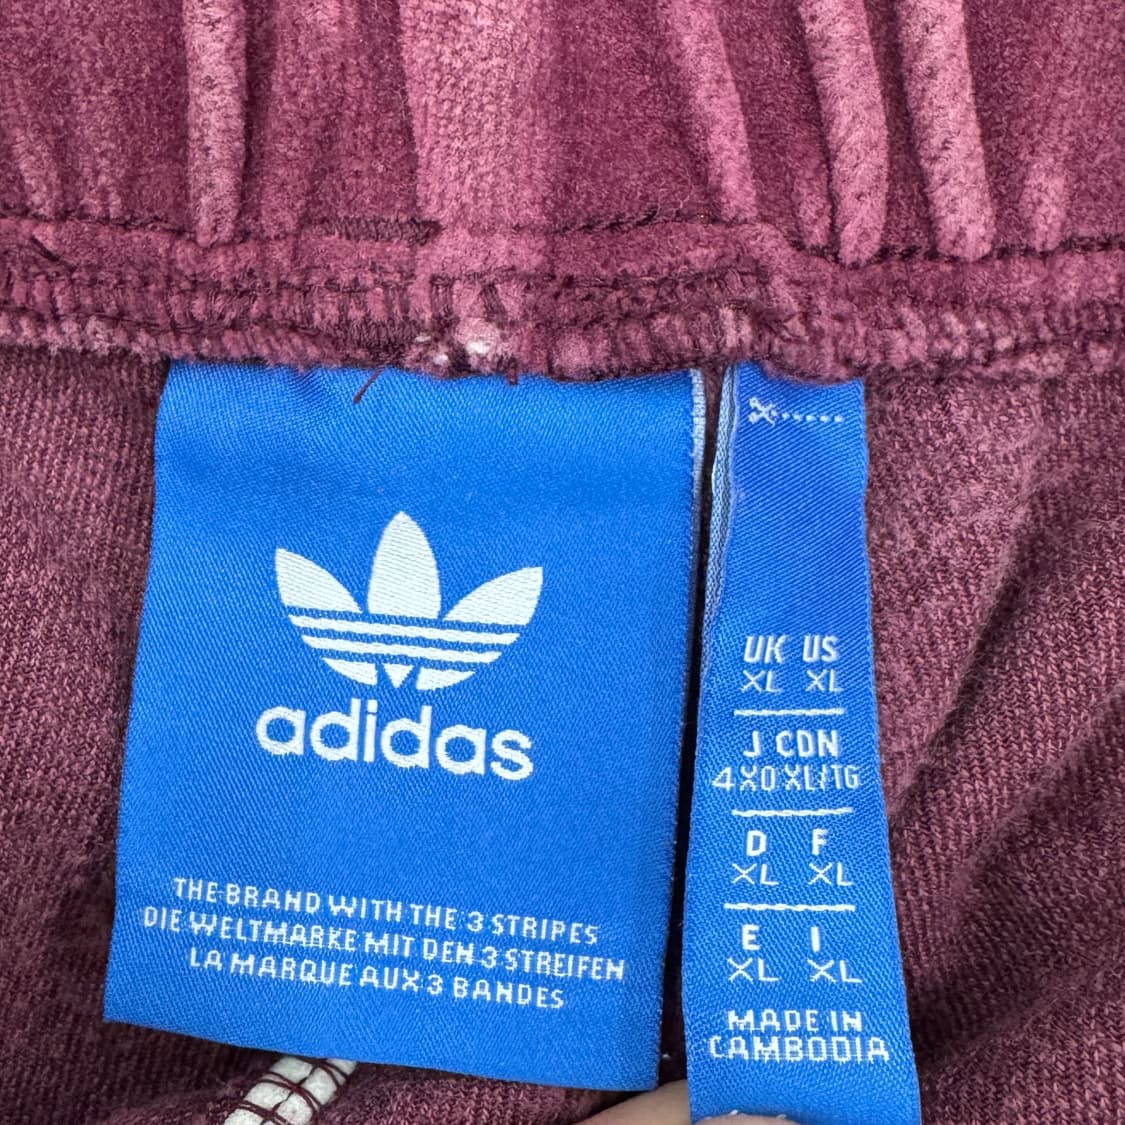 adidas
THE BRAND WITH THE 3 STRIPES
DIE WELTMARKE MIT DEN 3 STREIFEN
LA MARQUE AUX 3 BANDES
UK US
XL XL
J CDN
4XO XL/TG
D F
XL XL
E I
XL XL
MADE IN
CAMBODIA